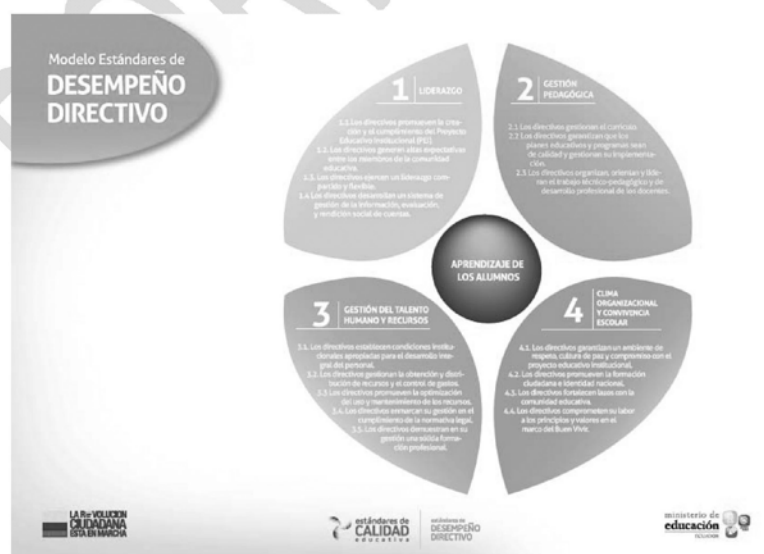 Modelo Estándares de
DESEMPEÑO
DIRECTIVO
1 LIDERAZGO
1.1 Los directivos promueven la crea-
ción y el cumplimiento del Proyecto
Educativo Institucional (PEI)
1.2. Los directivos generan altas expectativas
entre los miembros de la comunidad
educativa.
1.3. Los directivos ejercen un liderazgo com-
partido y flexible.
1.4 Los directivos desarrollan un sistema de
gestión de la información, evaluación,
y rendición social de cuentas.
2 GESTIÓN
PEDAGÓGICA
2.1 Los directivos gestionan el currículo.
2.2 Los directivos garantizan que los
planes educativos y programas sean
de calidad y gestionan su implementa-
ción.
2.3 Los directivos organizan, orientan y lide-
ran el trabajo técnico-pedagógico y de
desarrollo profesional de los docentes.
APRENDIZAJE DE
LOS ALUMNOS
3 GESTIÓN DEL TALENTO
HUMANO Y RECURSOS
3.1. Los directivos establecen condiciones institu-
cionales apropiadas para el desarrollo inte-
gral del personal.
3.2. Los directivos gestionan la obtención y distri-
bución de recursos y el control de gastos.
3.3 Los directivos promueven la optimización
del uso y mantenimiento de los recursos.
3.4. Los directivos enmarcan su gestión en el
cumplimiento de la normativa legal.
3.5. Los directivos demuestran en su
gestión una sólida forma-
ción profesional.
4 CLIMA
ORGANIZACIONAL
Y CONVIVENCIA
ESCOLAR
4.1. Los directivos garantizan un ambiente de
respeto, cultura de paz y compromiso con el
proyecto educativo institucional.
4.2. Los directivos promueven la formación
ciudadana e identidad nacional.
4.3. Los directivos fortalecen lazos con la
comunidad educativa.
4.4. Los directivos comprometen su labor
a los principios y valores en el
marco del Buen Vivir.
LA REVOLUCION
CIUDADANA
ESTA EN MARCHA
estándares de
CALIDAD
educativa
estándares de
DESEMPEÑO
DIRECTIVO
ministerio de
educación
ECUADOR